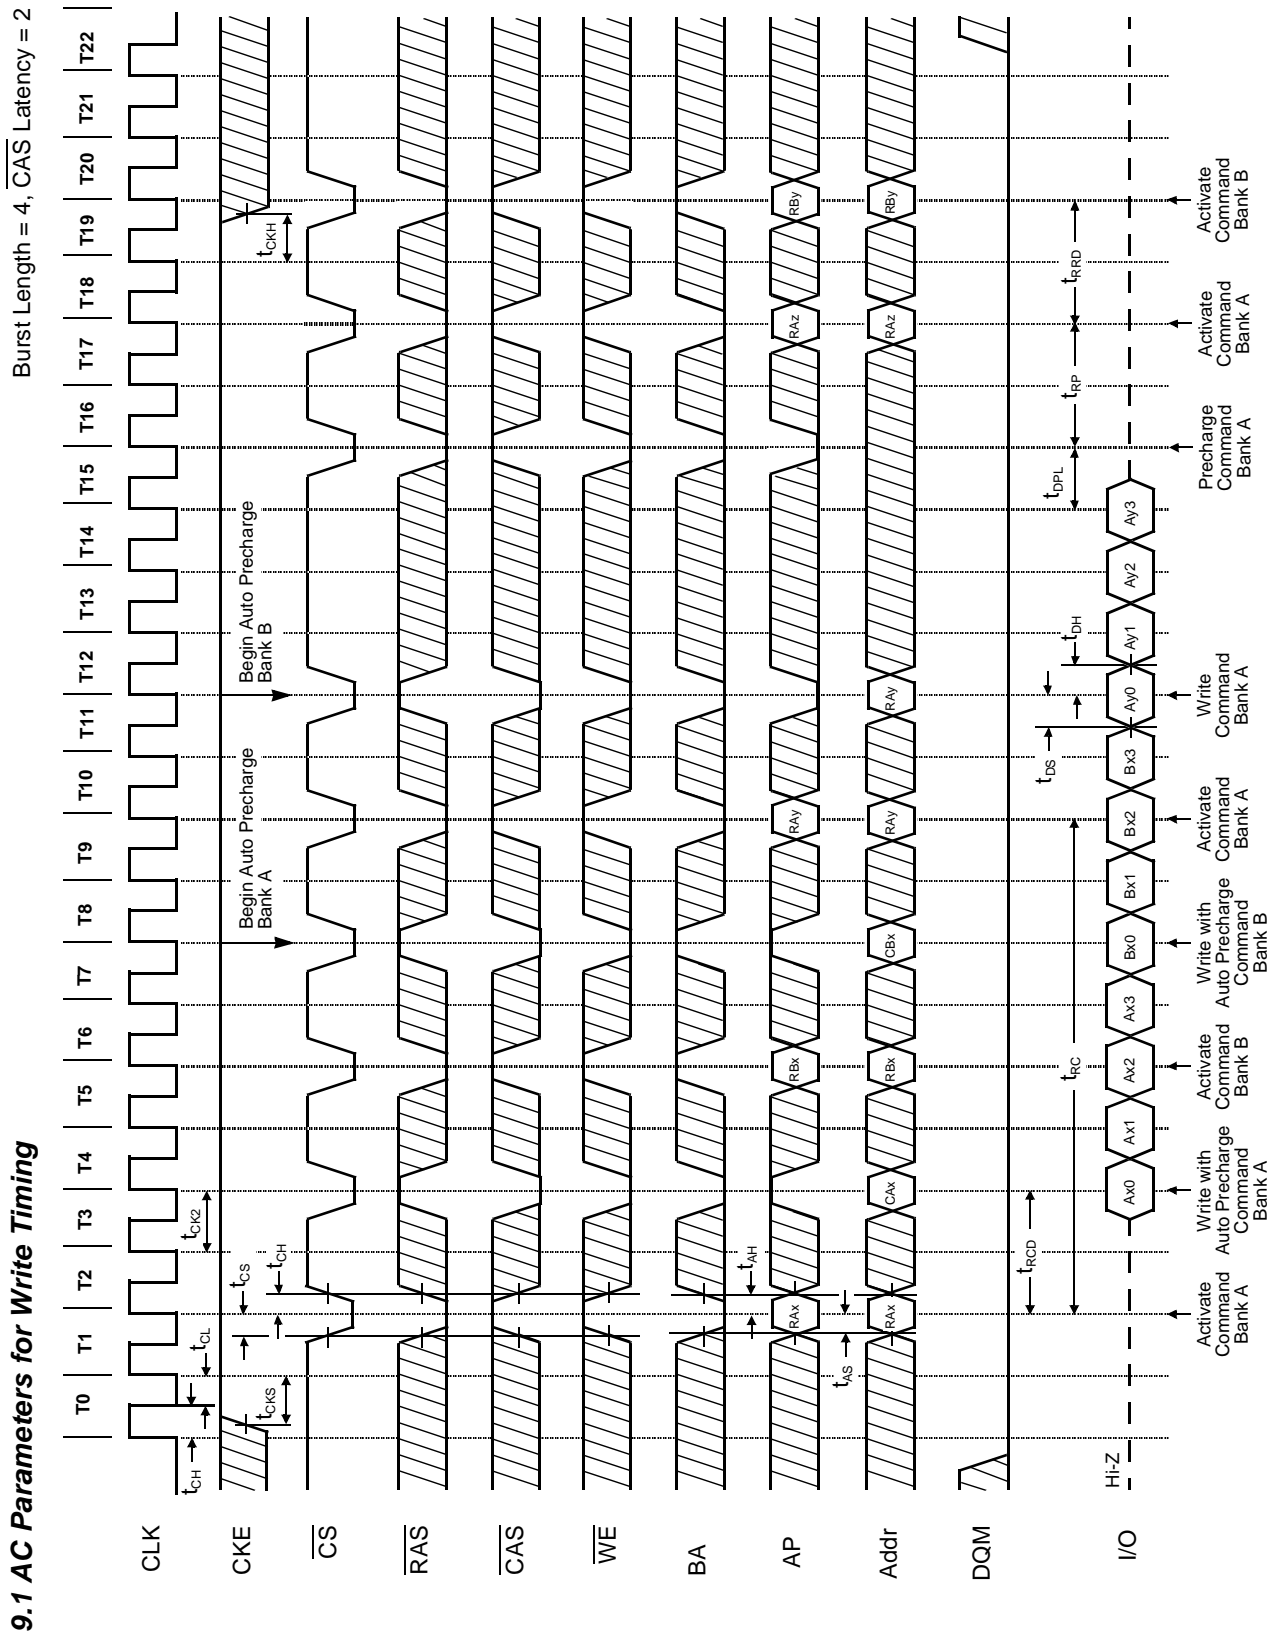 9.1 AC Parameters for Write Timing
Burst Length = 4, CAS Latency = 2
T0 T1 T2 T3 T4 T5 T6 T7 T8 T9 T10 T11 T12 T13 T14 T15 T16 T17 T18 T19 T20 T21 T22
CLK
tCH tCL tCK2
CKE
tCKS tCS tCH
Begin Auto Precharge
Bank A
Begin Auto Precharge
Bank B
tCKH
CS
RAS
CAS
WE
BA
tAH
AP
RAx RBx RAy RAz RBy
tAS
Addr
RAx CAx RBx CBx RAy RAy RAz RBy
DQM
tRCD tDS tDPL
tRC tDH tRP tRRD
I/O
Hi-Z
Ax0 Ax1 Ax2 Ax3 Bx0 Bx1 Bx2 Bx3 Ay0 Ay1 Ay2 Ay3
Activate
Command
Bank A
Write with
Auto Precharge
Command
Bank A
Activate
Command
Bank B
Write with
Auto Precharge
Command
Bank B
Activate
Command
Bank A
Write
Command
Bank A
Precharge
Command
Bank A
Activate
Command
Bank A
Activate
Command
Bank B